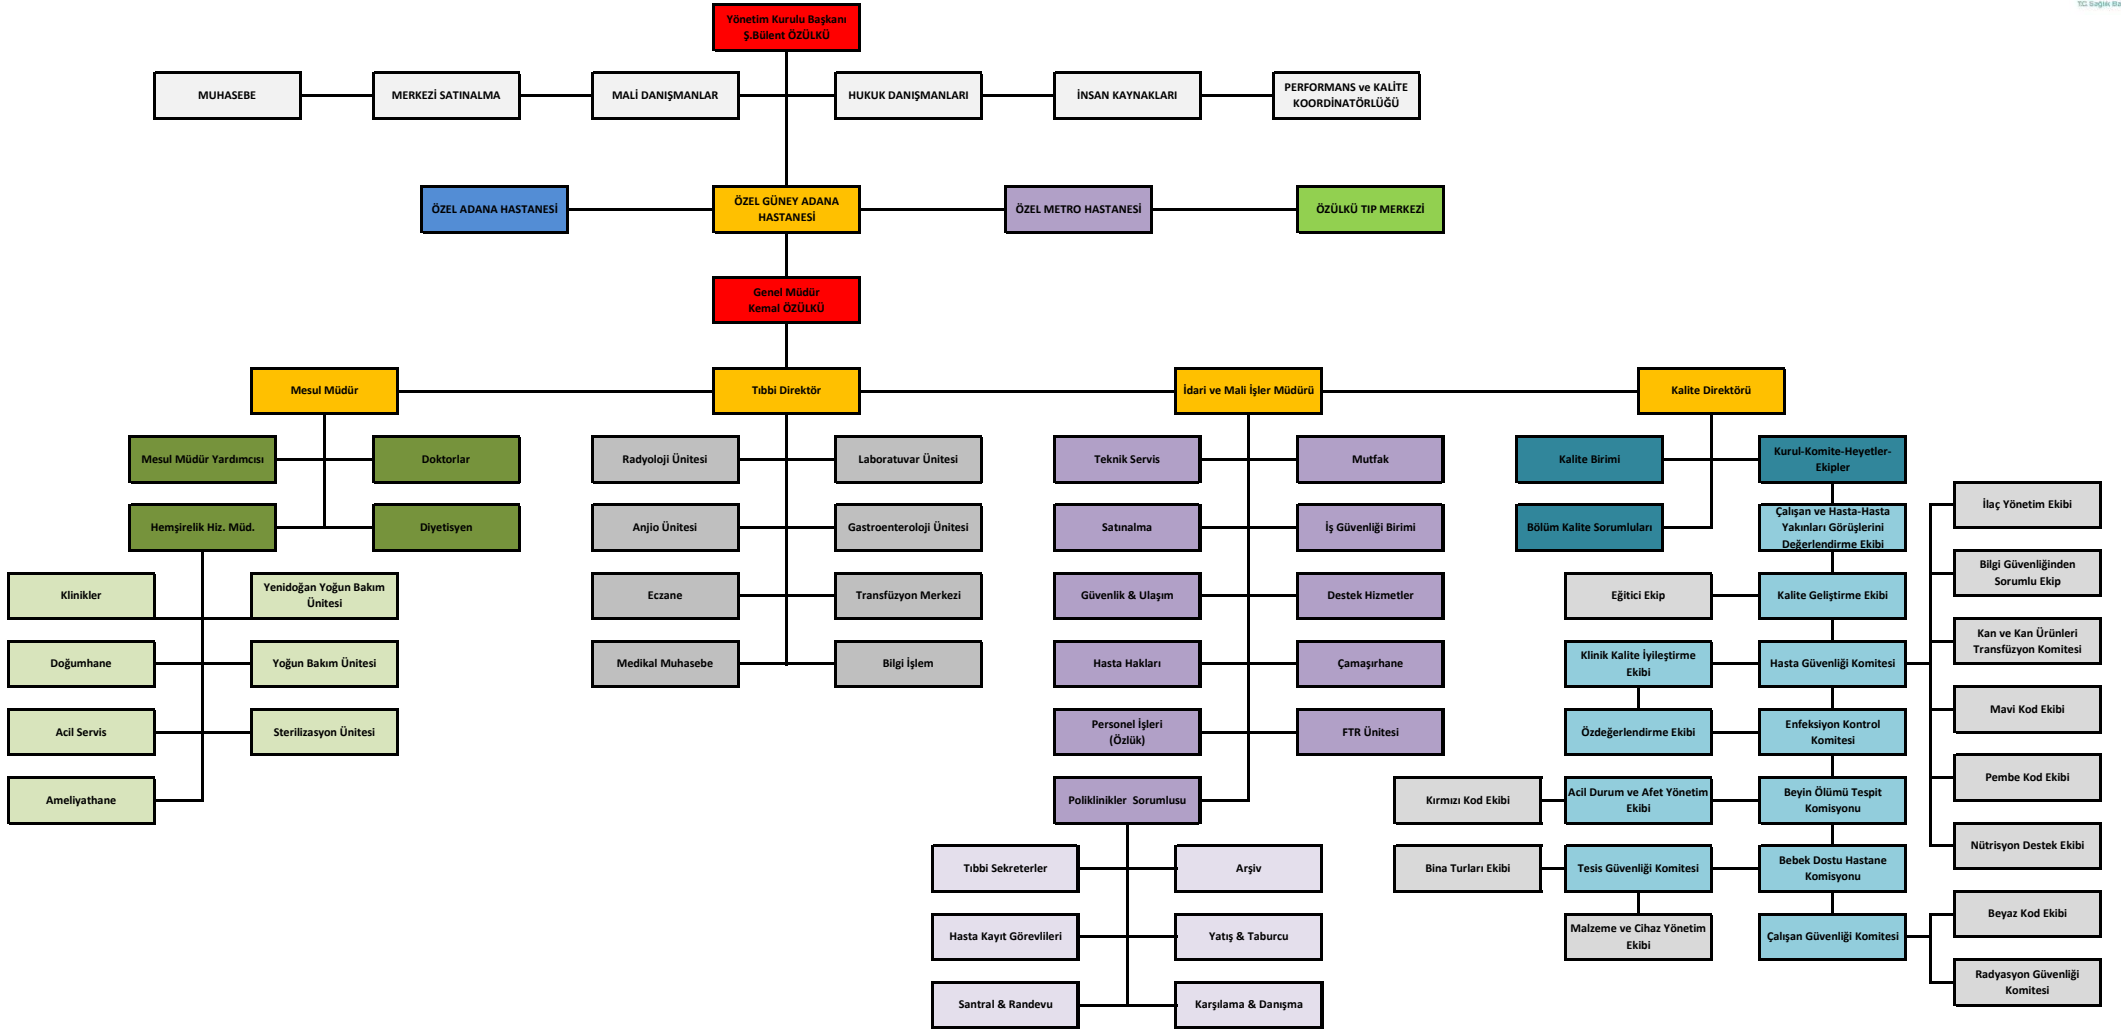 T.C. Sağlık Ba
Yönetim Kurulu Başkanı
Ş.Bülent ÖZÜLKÜ
MUHASEBE
MERKEZİ SATINALMA
MALİ DANIŞMANLAR
HUKUK DANIŞMANLARI
İNSAN KAYNAKLARI
PERFORMANS ve KALİTE
KOORDİNATÖRLÜĞÜ
ÖZEL ADANA HASTANESİ
ÖZEL GÜNEY ADANA
HASTANESİ
ÖZEL METRO HASTANESİ
ÖZÜLKÜ TIP MERKEZİ
Genel Müdür
Kemal ÖZÜLKÜ
Mesul Müdür
Tıbbi Direktör
İdari ve Mali İşler Müdürü
Kalite Direktörü
Mesul Müdür Yardımcısı
Doktorlar
Hemşirelik Hiz. Müd.
Diyetisyen
Klinikler
Yenidoğan Yoğun Bakım
Ünitesi
Doğumhane
Yoğun Bakım Ünitesi
Acil Servis
Sterilizasyon Ünitesi
Ameliyathane
Radyoloji Ünitesi
Laboratuvar Ünitesi
Anjio Ünitesi
Gastroenteroloji Ünitesi
Eczane
Transfüzyon Merkezi
Medikal Muhasebe
Bilgi İşlem
Teknik Servis
Mutfak
Satınalma
İş Güvenliği Birimi
Güvenlik & Ulaşım
Destek Hizmetler
Hasta Hakları
Çamaşırhane
Personel İşleri
(Özlük)
FTR Ünitesi
Poliklinikler Sorumlusu
Tıbbi Sekreterler
Arşiv
Hasta Kayıt Görevlileri
Yatış & Taburcu
Santral & Randevu
Karşılama & Danışma
Kalite Birimi
Kurul-Komite-Heyetler-
Ekipler
Bölüm Kalite Sorumluları
Çalışan ve Hasta-Hasta
Yakınları Görüşlerini
Değerlendirme Ekibi
Eğitici Ekip
Kalite Geliştirme Ekibi
Klinik Kalite İyileştirme
Ekibi
Hasta Güvenliği Komitesi
Özdeğerlendirme Ekibi
Enfeksiyon Kontrol
Komitesi
Kırmızı Kod Ekibi
Acil Durum ve Afet Yönetim
Ekibi
Beyin Ölümü Tespit
Komisyonu
Bina Turları Ekibi
Tesis Güvenliği Komitesi
Bebek Dostu Hastane
Komisyonu
Malzeme ve Cihaz Yönetim
Ekibi
Çalışan Güvenliği Komitesi
İlaç Yönetim Ekibi
Bilgi Güvenliğinden
Sorumlu Ekip
Kan ve Kan Ürünleri
Transfüzyon Komitesi
Mavi Kod Ekibi
Pembe Kod Ekibi
Nütrisyon Destek Ekibi
Beyaz Kod Ekibi
Radyasyon Güvenliği
Komitesi